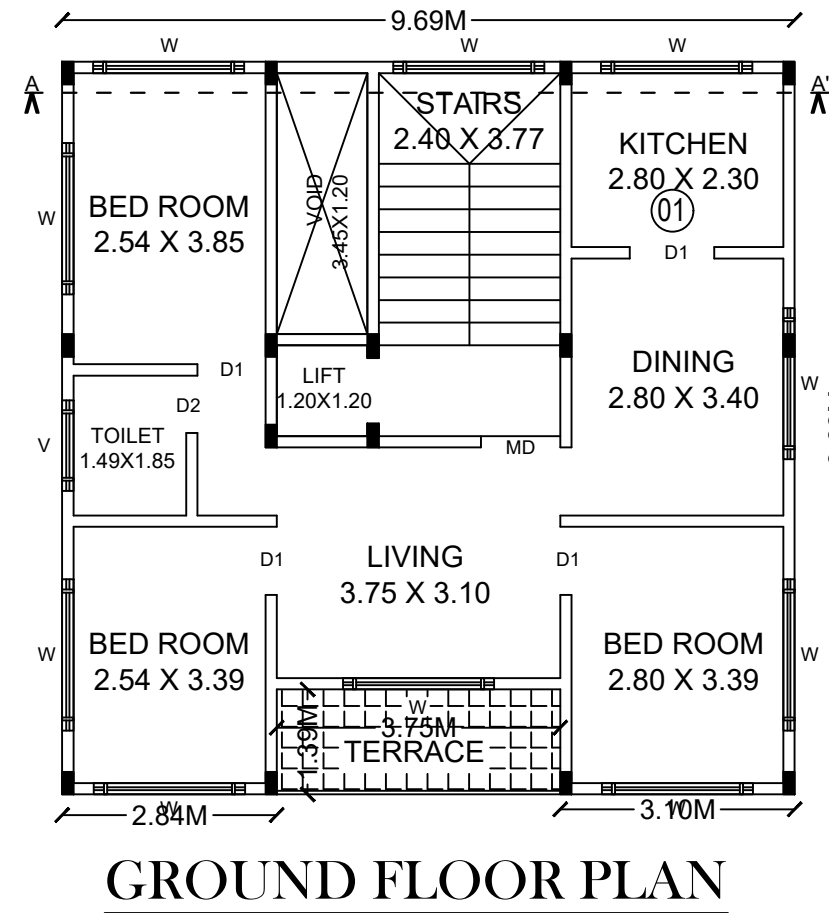 9.69M
W
W
W
A
A'
STAIRS
2.40 X 3.77
KITCHEN
2.80 X 2.30
01
VOID
3.45X1.20
BED ROOM
2.54 X 3.85
W
D1
DINING
2.80 X 3.40
W
D1
LIFT
1.20X1.20
D2
TOILET
1.49X1.85
V
MD
D1
LIVING
3.75 X 3.10
D1
BED ROOM
2.54 X 3.39
W
BED ROOM
2.80 X 3.39
W
W
3.75M
1.39M
TERRACE
W
2.84M
W
3.10M
GROUND FLOOR PLAN